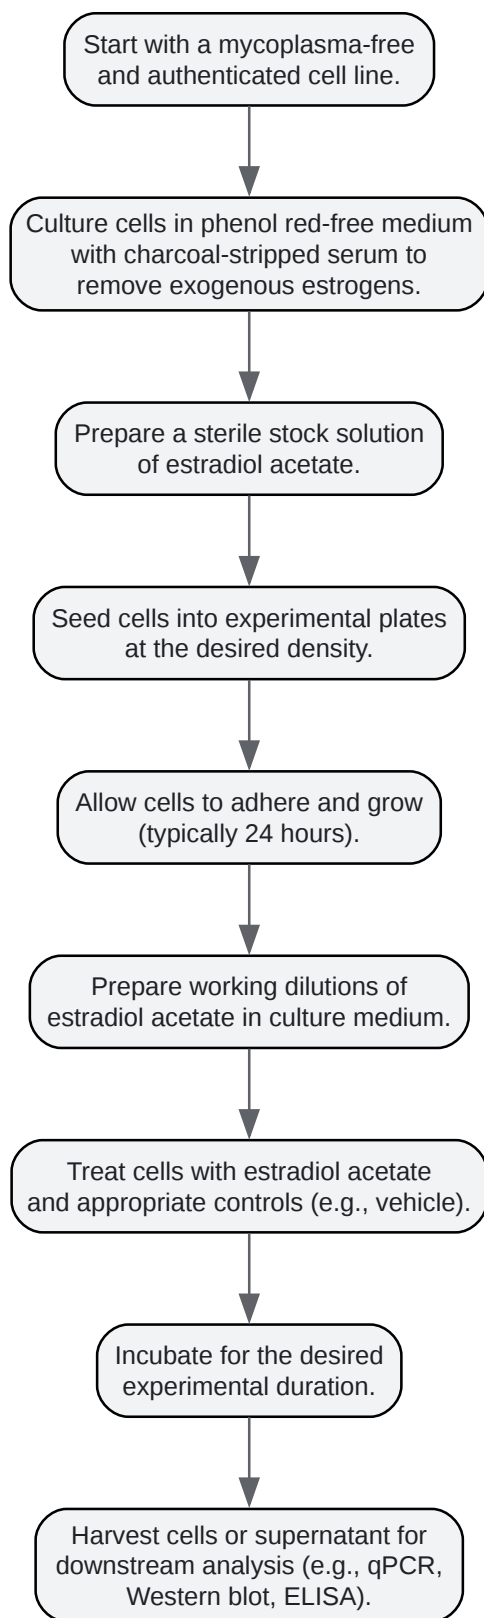 Start with a mycoplasma-free
and authenticated cell line.
Culture cells in phenol red-free medium
with charcoal-stripped serum to
remove exogenous estrogens.
Prepare a sterile stock solution
of estradiol acetate.
Seed cells into experimental plates
at the desired density.
Allow cells to adhere and grow
(typically 24 hours).
Prepare working dilutions of
estradiol acetate in culture medium.
Treat cells with estradiol acetate
and appropriate controls (e.g., vehicle).
Incubate for the desired
experimental duration.
Harvest cells or supernatant for
downstream analysis (e.g., qPCR,
Western blot, ELISA).